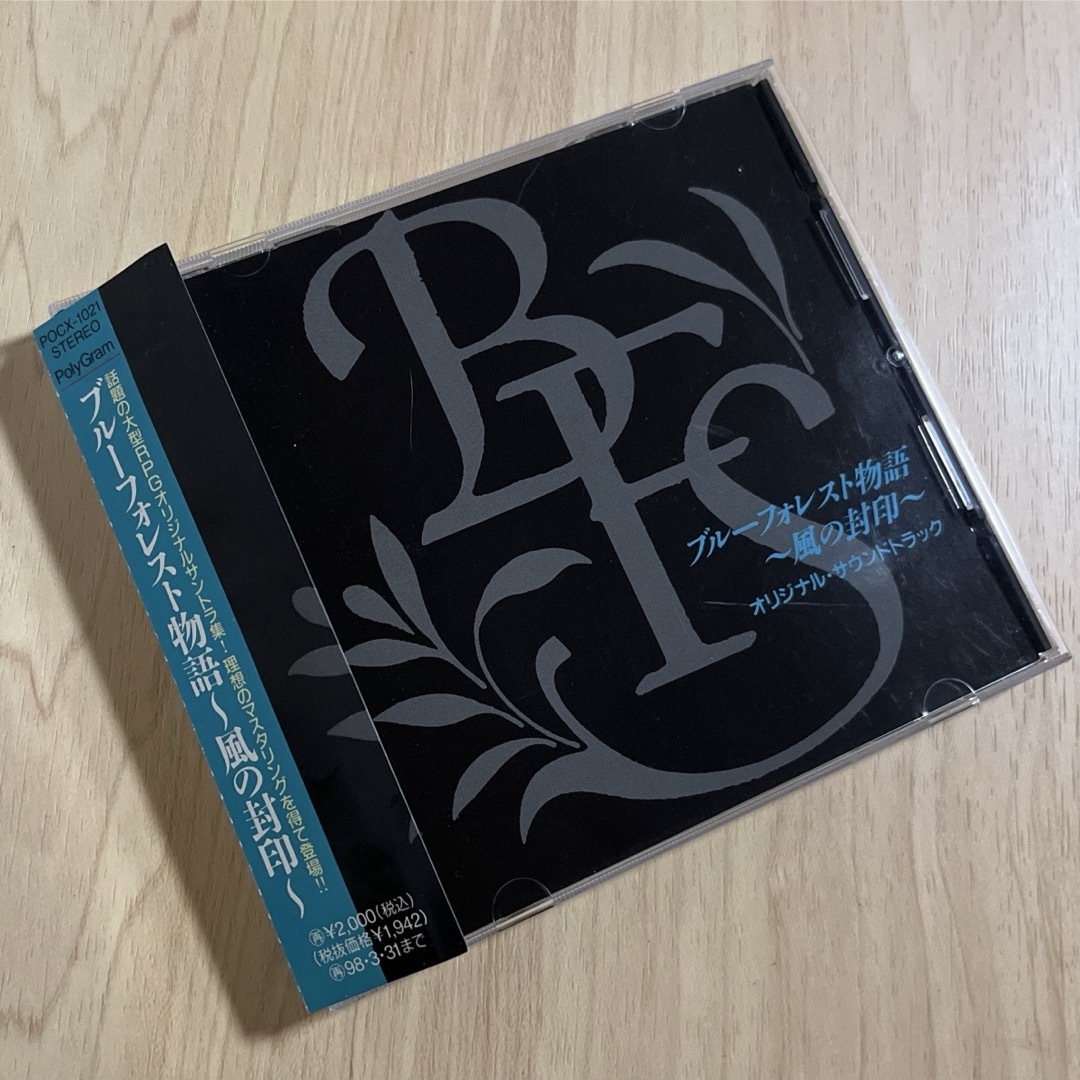 POCX-1021
STEREO
PolyGram
話題の大型RPGオリジナルサントラ集!理想のマスタリングを得て登場!!
ブルーフォレスト物語～風の封印～
再¥2,000(税込)
(税抜価格¥1,942)
再98・3・31まで
BFS
ブルーフォレスト物語
～風の封印～
オリジナル・サウンドトラック